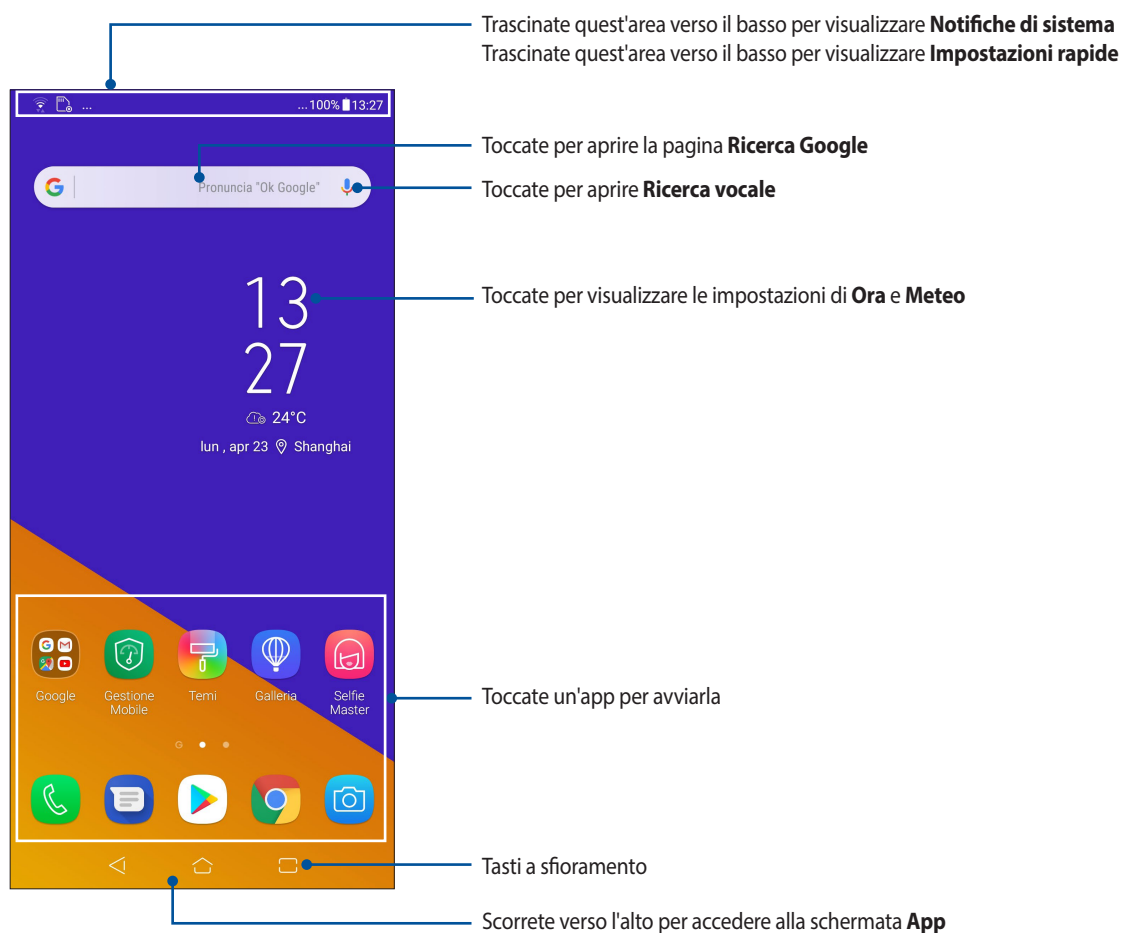 Trascinate quest'area verso il basso per visualizzare Notifiche di sistema
Trascinate quest'area verso il basso per visualizzare Impostazioni rapide
... ...100% 13:27
Toccate per aprire la pagina Ricerca Google
G Pronuncia "Ok Google"
Toccate per aprire Ricerca vocale
13
Toccate per visualizzare le impostazioni di Ora e Meteo
27
24°C
lun , apr 23 Shanghai
Google Gestione Mobile Temi Galleria Selfie Master
Toccate un'app per avviarla
G
Tasti a sfioramento
Scorrete verso l'alto per accedere alla schermata App